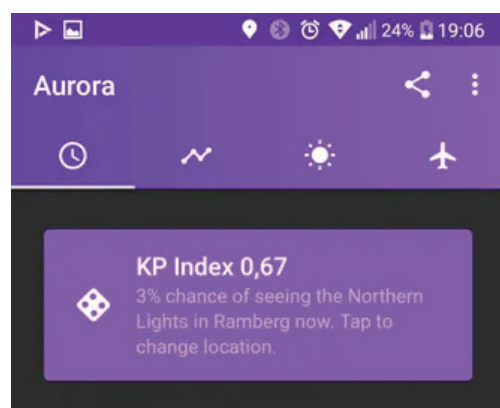 24% 19:06
Aurora
KP Index 0,67
3% chance of seeing the Northern
Lights in Ramberg now. Tap to
change location.